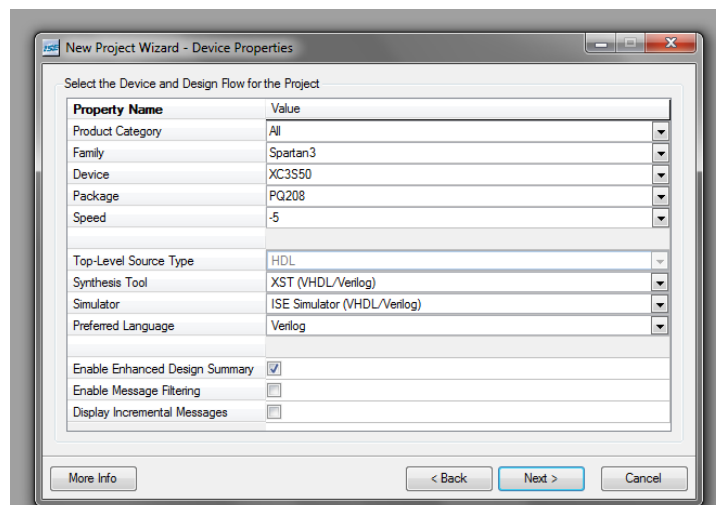 ISE New Project Wizard - Device Properties
Select the Device and Design Flow for the Project
Property Name Value
Product Category All
Family Spartan3
Device XC3S50
Package PQ208
Speed -5
Top-Level Source Type HDL
Synthesis Tool XST (VHDL/Verilog)
Simulator ISE Simulator (VHDL/Verilog)
Preferred Language Verilog
Enable Enhanced Design Summary
Enable Message Filtering
Display Incremental Messages
More Info < Back Next > Cancel